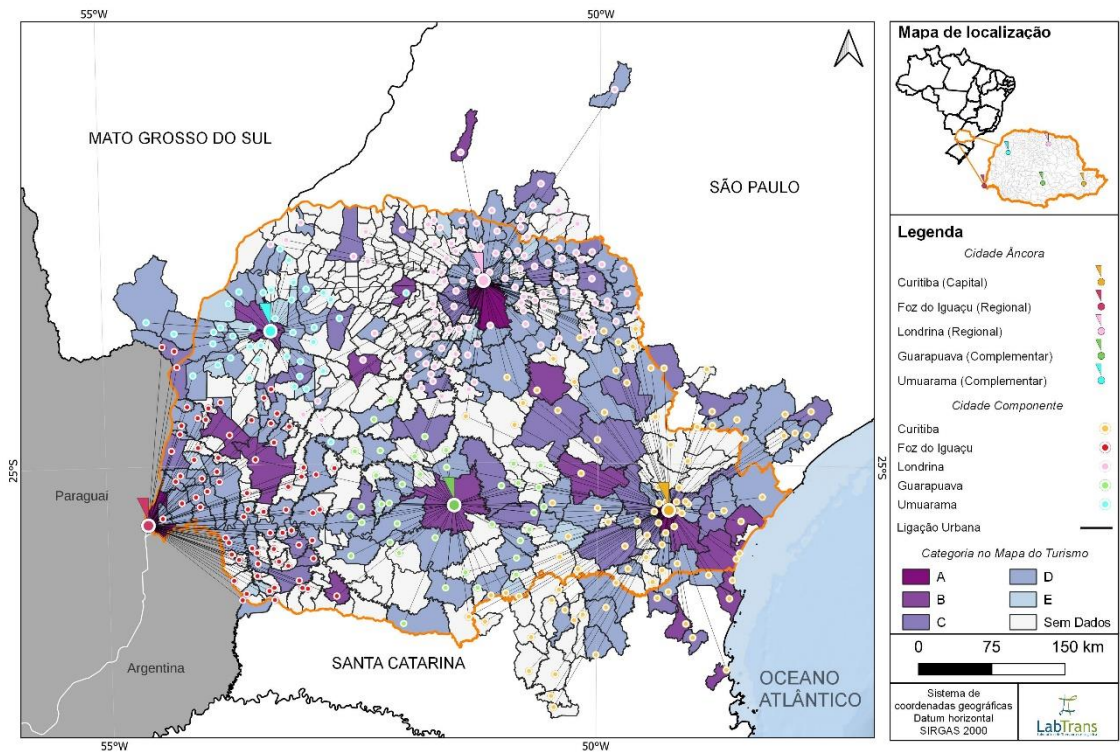 55°W
50°W
MATO GROSSO DO SUL
SÃO PAULO
25°S
25°S
Paraguai
Argentina
SANTA CATARINA
OCEANO
ATLÂNTICO
55°W
50°W
Mapa de localização
Legenda
Cidade Âncora
Curitiba (Capital)
Foz do Iguaçu (Regional)
Londrina (Regional)
Guarapuava (Complementar)
Umuarama (Complementar)
Cidade Componente
Curitiba
Foz do Iguaçu
Londrina
Guarapuava
Umuarama
Ligação Urbana
Categoria no Mapa do Turismo
A
D
B
E
C
Sem Dados
0 75 150 km
Sistema de
coordenadas geográficas
Datum horizontal
SIRGAS 2000
LabTrans